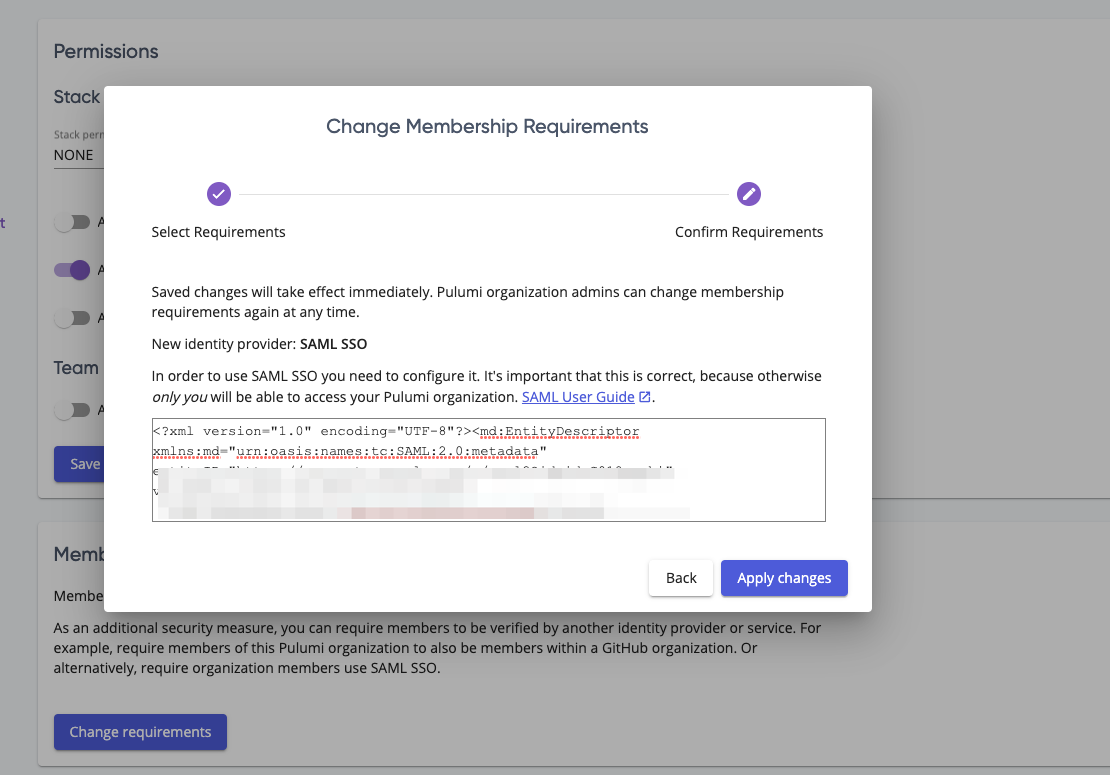 Permissions
Stack
Stack perm
NONE
A
t
A
A
Team
A
Save
Change Membership Requirements
Select Requirements
Confirm Requirements
Saved changes will take effect immediately. Pulumi organization admins can change membership
requirements again at any time.
New identity provider: SAML SSO
In order to use SAML SSO you need to configure it. It's important that this is correct, because otherwise
only you will be able to access your Pulumi organization. SAML User Guide.
<?xml version="1.0" encoding="UTF-8"?><md:EntityDescriptor
xmlns:md="urn:oasis:names:tc:SAML:2.0:metadata"
Back
Apply changes
Memb
Membe
As an additional security measure, you can require members to be verified by another identity provider or service. For
example, require members of this Pulumi organization to also be members within a GitHub organization. Or
alternatively, require organization members use SAML SSO.
Change requirements